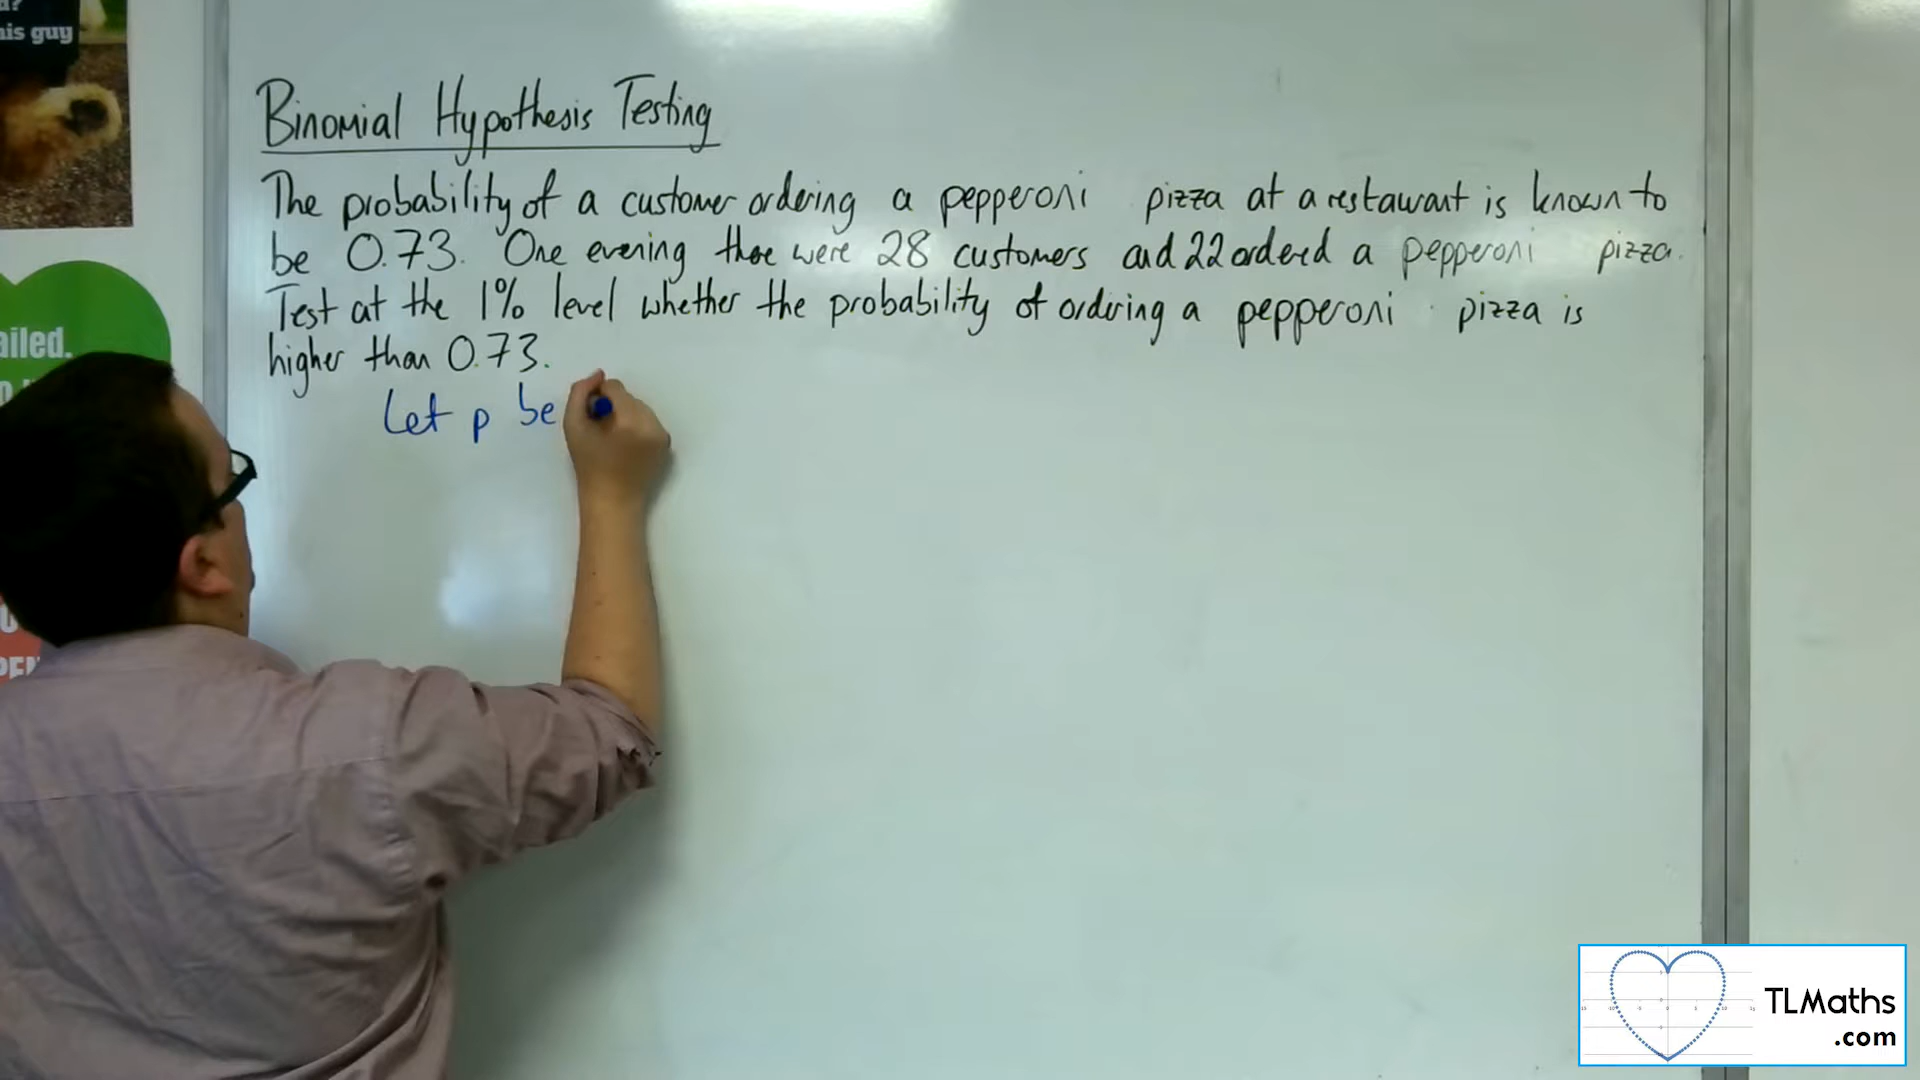 his guy
ailed.
Binomial Hypothesis Testing
The probability of a customer ordering a pepperoni pizza at a restaurant is known to
be 0.73. One evening there were 28 customers and 22 ordered a pepperoni pizza.
Test at the 1% level whether the probability of ordering a pepperoni pizza is
higher than 0.73.
Let p be
TLMaths
.com